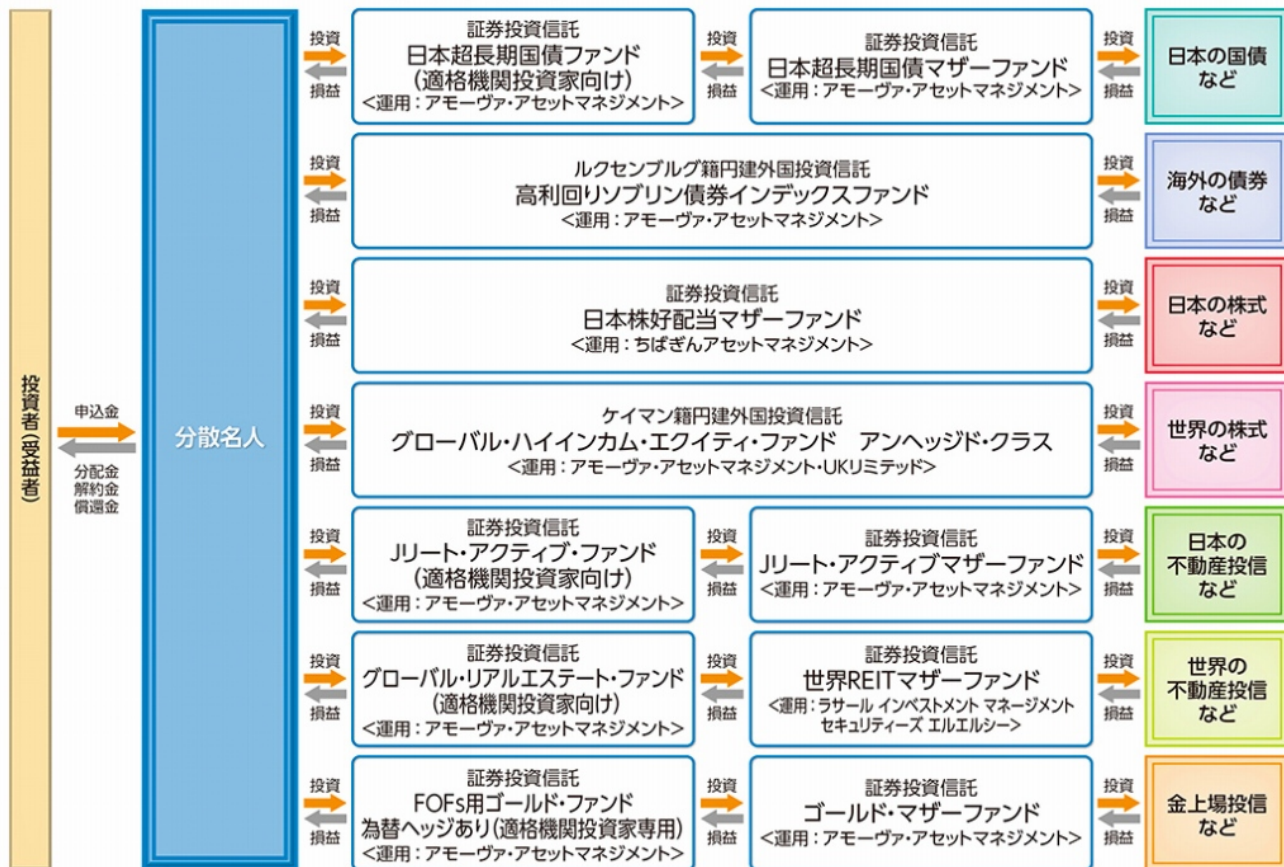 投資者(受益者)
申込金
分配金
解約金
償還金
分散名人
投資
損益
証券投資信託
日本超長期国債ファンド
(適格機関投資家向け)
<運用:アモーヴァ・アセットマネジメント>
投資
損益
証券投資信託
日本超長期国債マザーファンド
<運用:アモーヴァ・アセットマネジメント>
投資
損益
日本の国債
など
投資
損益
ルクセンブルグ籍円建外国投資信託
高利回りソブリン債券インデックスファンド
<運用:アモーヴァ・アセットマネジメント>
投資
損益
海外の債券
など
投資
損益
証券投資信託
日本株好配当マザーファンド
<運用:ちばぎんアセットマネジメント>
投資
損益
日本の株式
など
投資
損益
ケイマン籍円建外国投資信託
グローバル・ハイインカム・エクイティ・ファンド　アンヘッジド・クラス
<運用:アモーヴァ・アセットマネジメント・UKリミテッド>
投資
損益
世界の株式
など
投資
損益
証券投資信託
Jリート・アクティブ・ファンド
(適格機関投資家向け)
<運用:アモーヴァ・アセットマネジメント>
投資
損益
証券投資信託
Jリート・アクティブマザーファンド
<運用:アモーヴァ・アセットマネジメント>
投資
損益
日本の
不動産投信
など
投資
損益
証券投資信託
グローバル・リアルエステート・ファンド
(適格機関投資家向け)
<運用:アモーヴァ・アセットマネジメント>
投資
損益
証券投資信託
世界REITマザーファンド
<運用:ラサール インベストメント マネージメント
セキュリティーズ エルエルシー>
投資
損益
世界の
不動産投信
など
投資
損益
証券投資信託
FOFs用ゴールド・ファンド
為替ヘッジあり(適格機関投資家専用)
<運用:アモーヴァ・アセットマネジメント>
投資
損益
証券投資信託
ゴールド・マザーファンド
<運用:アモーヴァ・アセットマネジメント>
投資
損益
金上場投信
など